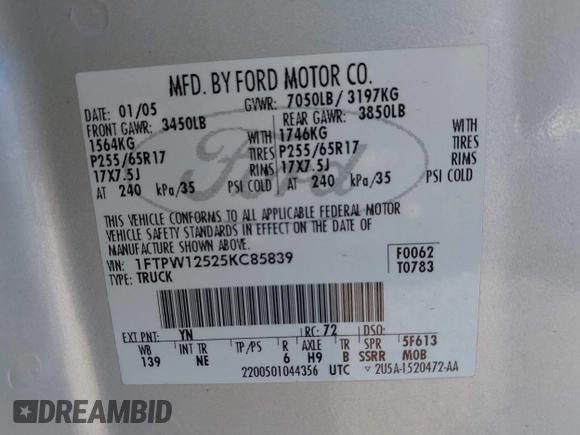 MFD. BY FORD MOTOR CO.
DATE: 01/05 GVWR: 7050LB/ 3197KG
FRONT GAWR: 3450LB REAR GAWR: 3850LB
1564KG WITH 1746KG WITH
P255/65R17 TIRES P255/65R17 TIRES
17X7.5J RIMS 17X7.5J RIMS
AT 240 kPa/35 PSI COLD AT 240 kPa/35 PSI COLD
Ford
THIS VEHICLE CONFORMS TO ALL APPLICABLE FEDERAL MOTOR
VEHICLE SAFETY STANDARDS IN EFFECT ON THE DATE OF
MANUFACTURE SHOWN ABOVE.
VIN: 1FTPW12525KC85839 F0062
TYPE: TRUCK T0783
EXT PNT: YN RC: 72 DSO:
WB INT TR TP/PS R AXLE TR SPR 5F613
139 NE 6 H9 B SSRR MOB
2200501044356 UTC ▽ 2U5A-1520472-AA
DREAMBID